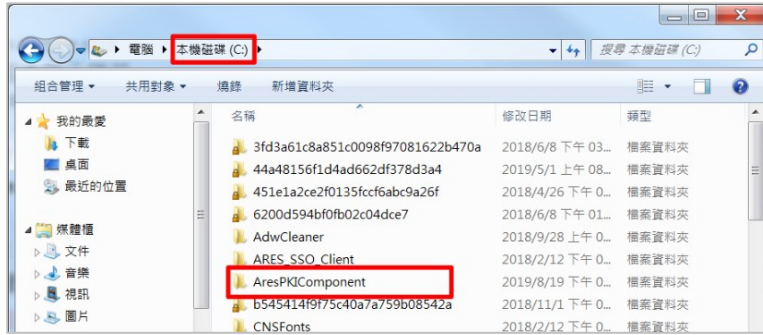 電腦 本機磁碟 (C:) 搜尋 本機磁碟 (C:)
組合管理 共用對象 燒錄 新增資料夾
我的最愛
下載
桌面
最近的位置
媒體櫃
文件
音樂
視訊
圖片
名稱 修改日期 類型
3fd3a61c8a851c0098f97081622b470a 2018/6/8 下午 03... 檔案資料夾
44a48156f1d4ad662df378d3a4 2019/5/1 上午 08... 檔案資料夾
451e1a2ce2f0135fccf6abc9a26f 2018/4/26 下午 0... 檔案資料夾
6200d594bf0fb02c04dce7 2018/6/8 下午 01... 檔案資料夾
AdwCleaner 2018/9/28 上午 0... 檔案資料夾
ARES_SSO_Client 2018/2/12 下午 0... 檔案資料夾
AresPKIComponent 2019/8/19 下午 0... 檔案資料夾
b545414f9f75c40a7a759b08542a 2018/11/1 下午 0... 檔案資料夾
CNSFonts 2018/2/12 下午 0... 檔案資料夾